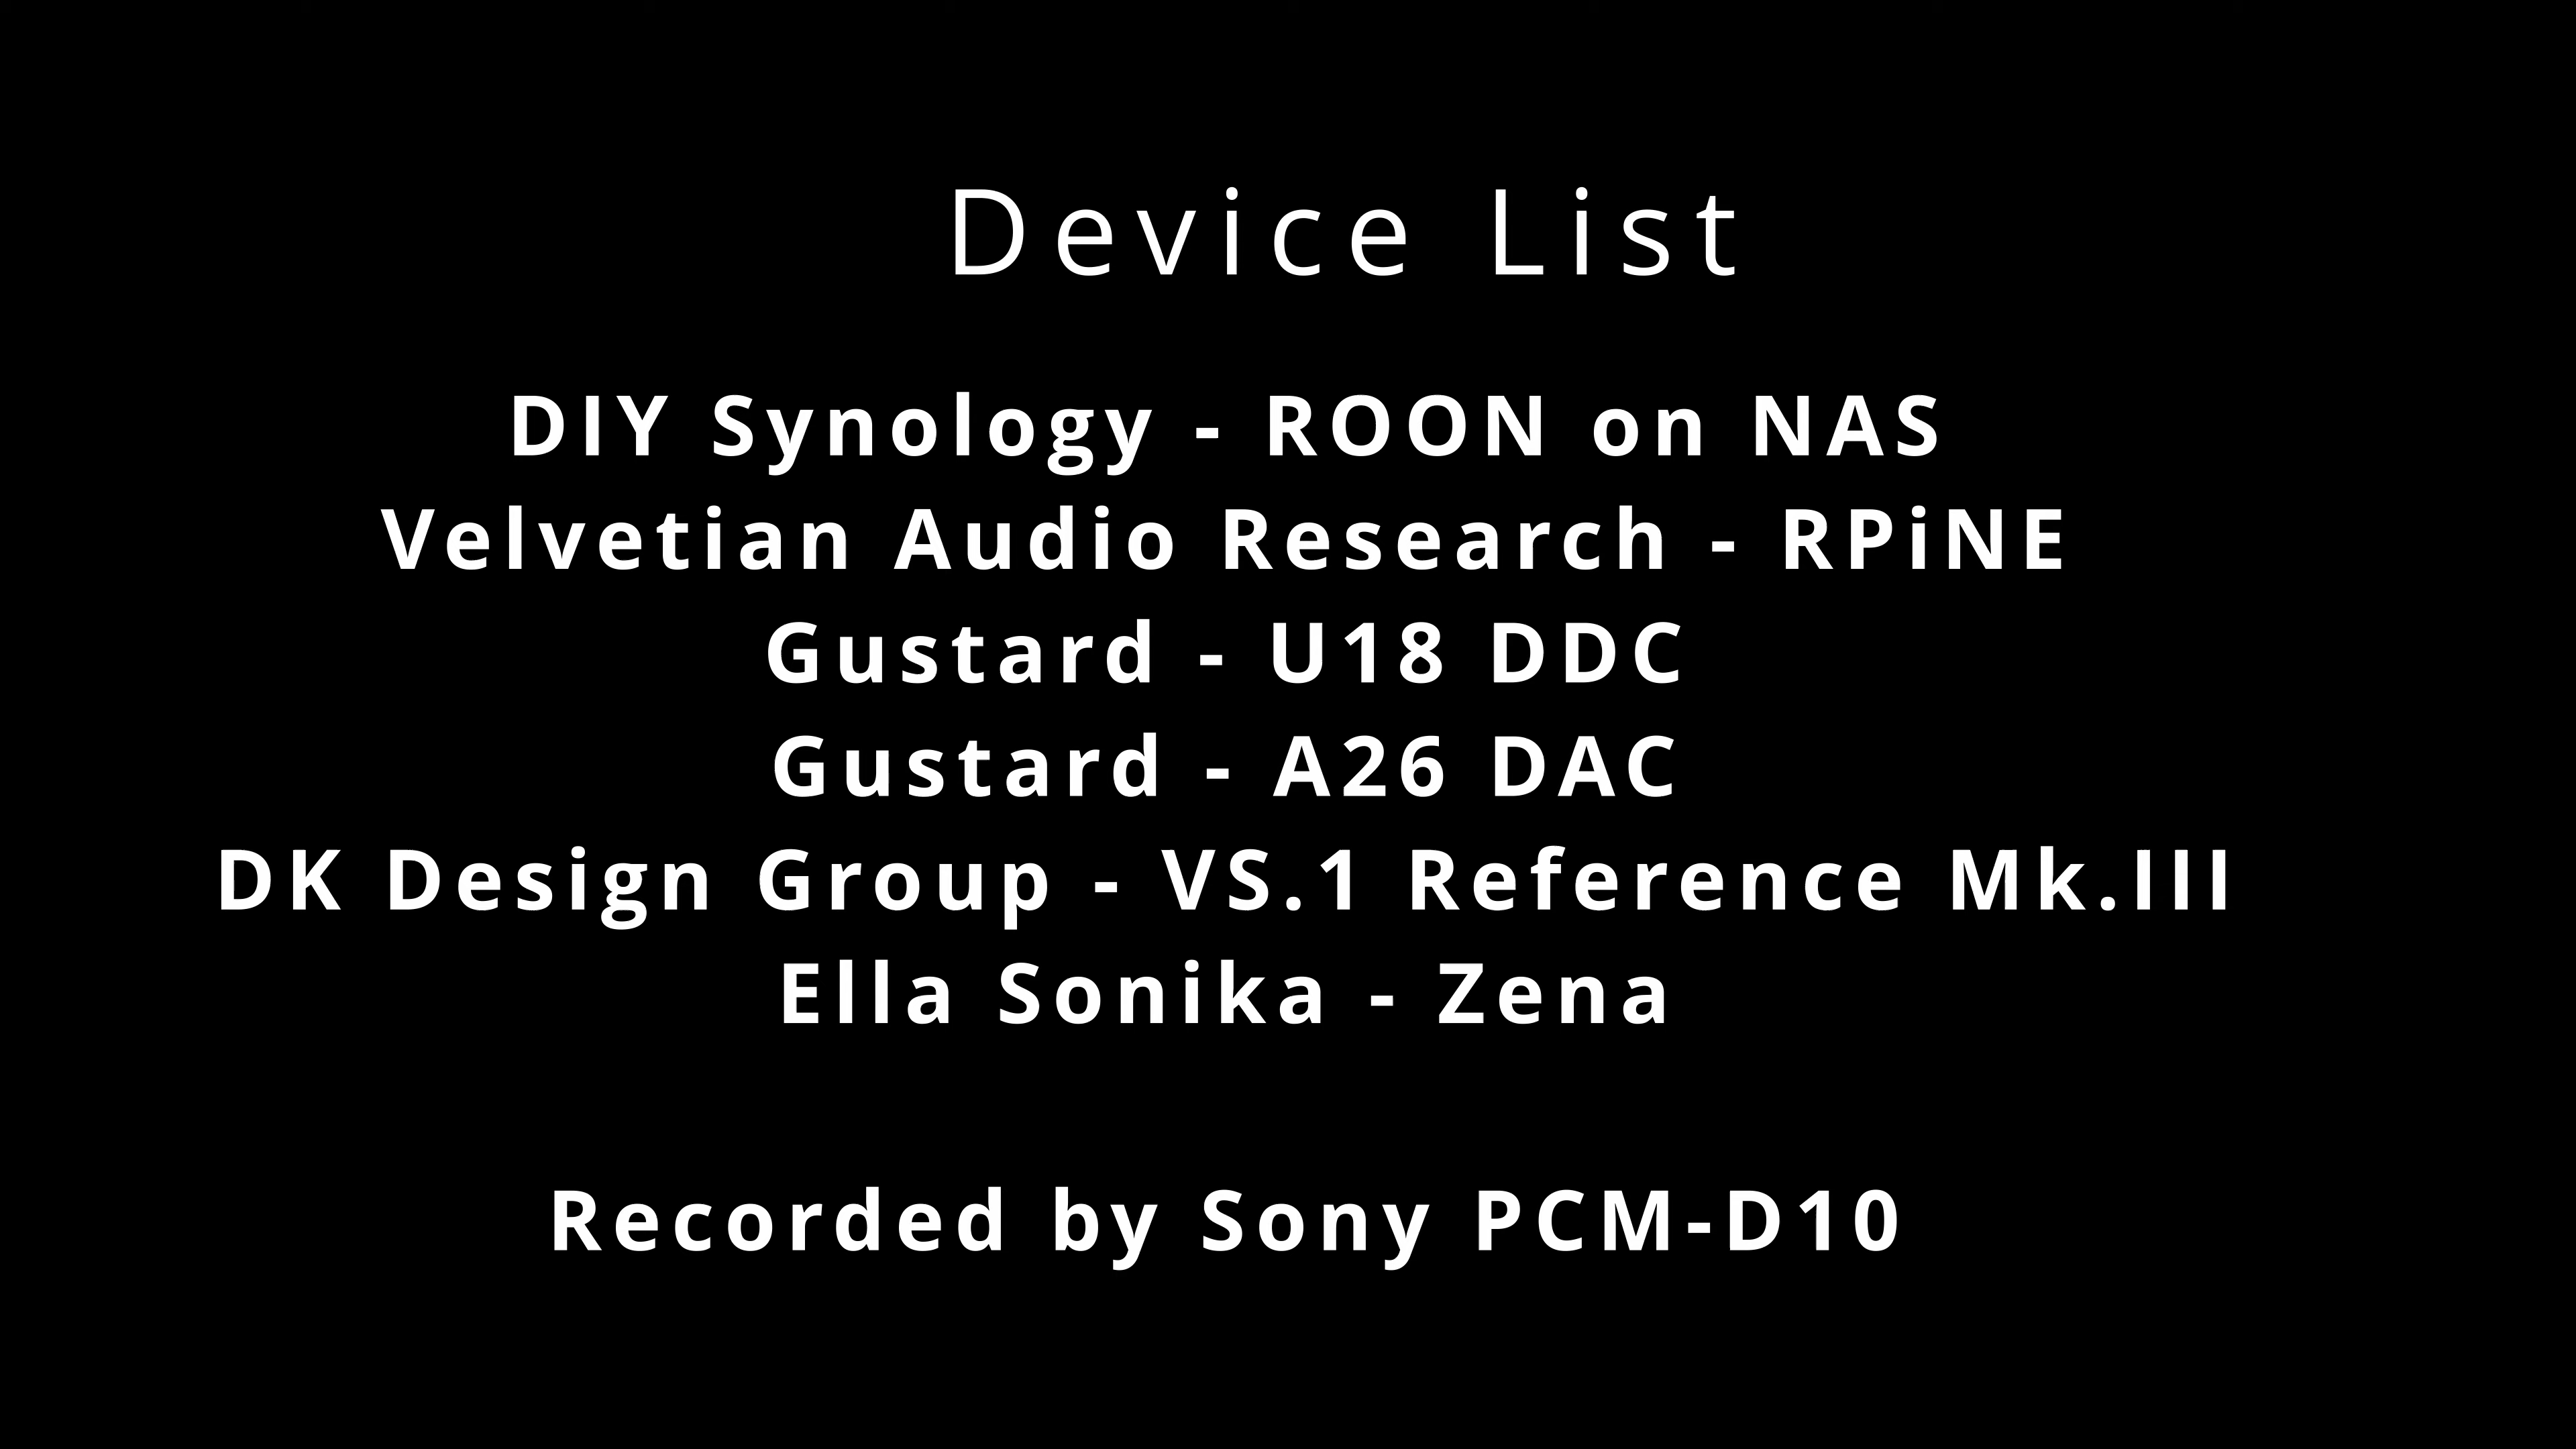 Device List
DIY Synology - ROON on NAS
Velvetian Audio Research - RPiNE
Gustard - U18 DDC
Gustard - A26 DAC
DK Design Group - VS.1 Reference Mk.III
Ella Sonika - Zena
Recorded by Sony PCM-D10